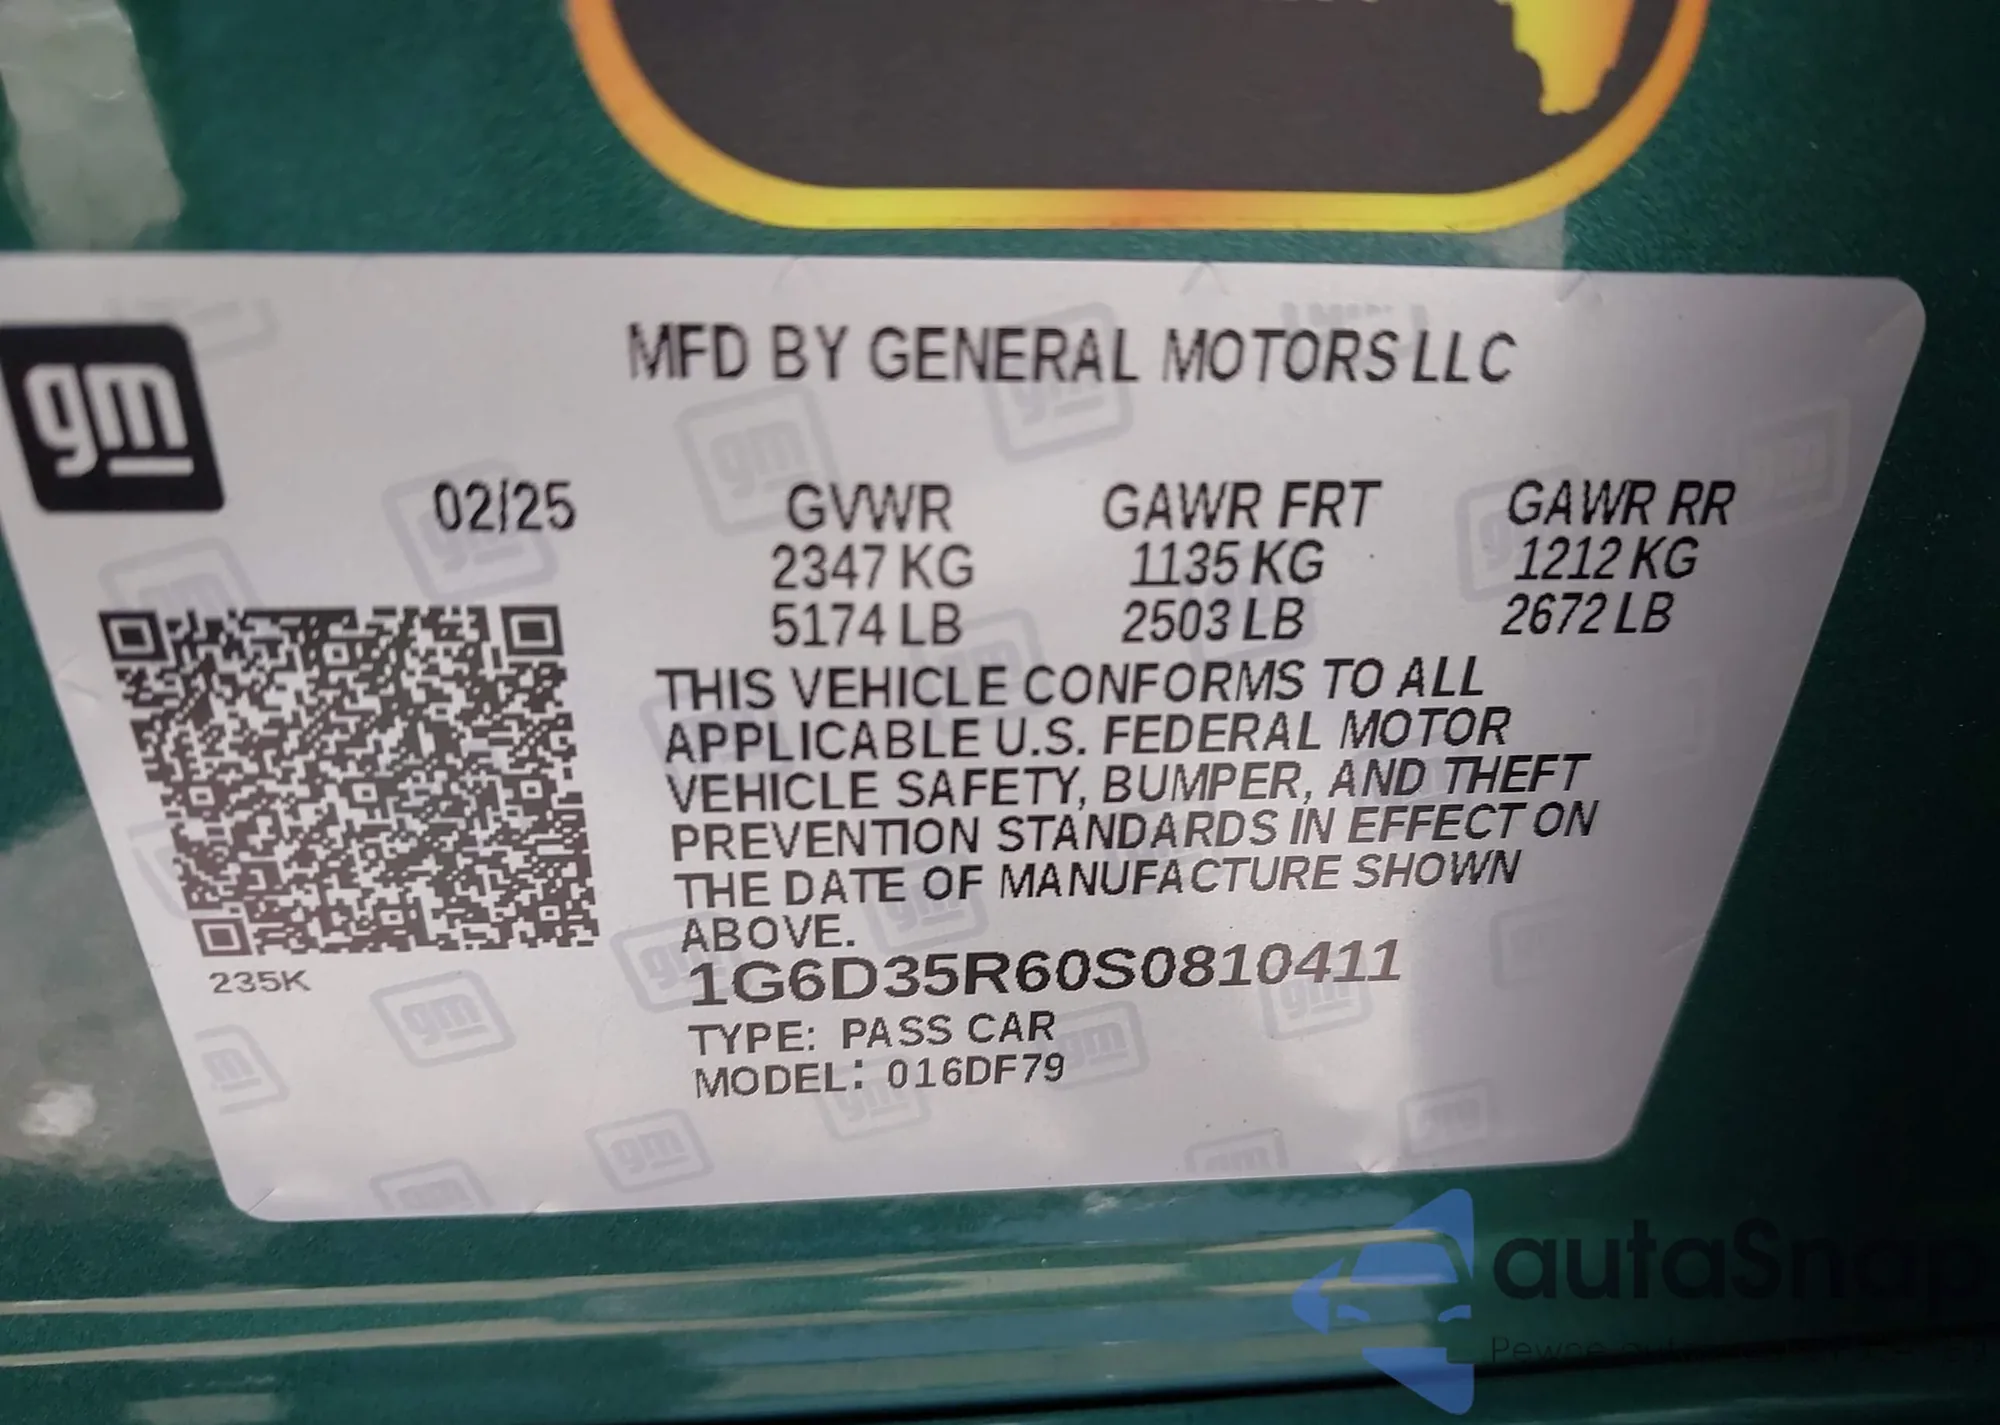 gm
MFD BY GENERAL MOTORS LLC
02/25 GVWR GAWR FRT GAWR RR
2347 KG 1135 KG 1212 KG
5174 LB 2503 LB 2672 LB
THIS VEHICLE CONFORMS TO ALL
APPLICABLE U.S. FEDERAL MOTOR
VEHICLE SAFETY, BUMPER, AND THEFT
PREVENTION STANDARDS IN EFFECT ON
THE DATE OF MANUFACTURE SHOWN
ABOVE.
235K
1G6D35R60S0810411
TYPE: PASS CAR
MODEL: 016DF79
autaSnap
Pewne